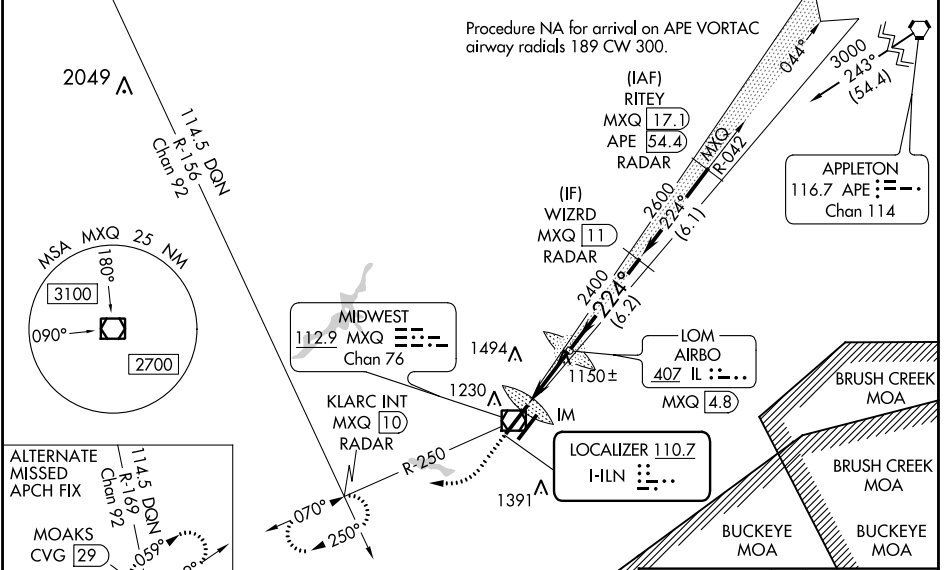 Procedure NA for arrival on APE VORTAC
airway radials 189 CW 300.
2049
114.5 DQN
R-156
Chan 92
(IAF)
RITEY
MXQ 17.1
APE 54.4
RADAR
044°
3000
243°
(54.4)
MXQ
R-042
APPLETON
116.7 APE
Chan 114
(IF)
WIZRD
MXQ 11
RADAR
2600
224°
(6.1)
2400
224°
(6.2)
MSA MXQ 25 NM
180°
3100
090°
2700
MIDWEST
112.9 MXQ
Chan 76
1494
1150±
1230
IM
LOM
AIRBO
407 IL
MXQ 4.8
KLARC INT
MXQ 10
RADAR
R-250
070°
250°
1391
LOCALIZER 110.7
I-ILN
BRUSH CREEK
MOA
BRUSH CREEK
MOA
BUCKEYE
MOA
BUCKEYE
MOA
ALTERNATE
MISSED
APCH FIX
114.5 DQN
R-169
Chan 92
MOAKS
CVG 29
059°